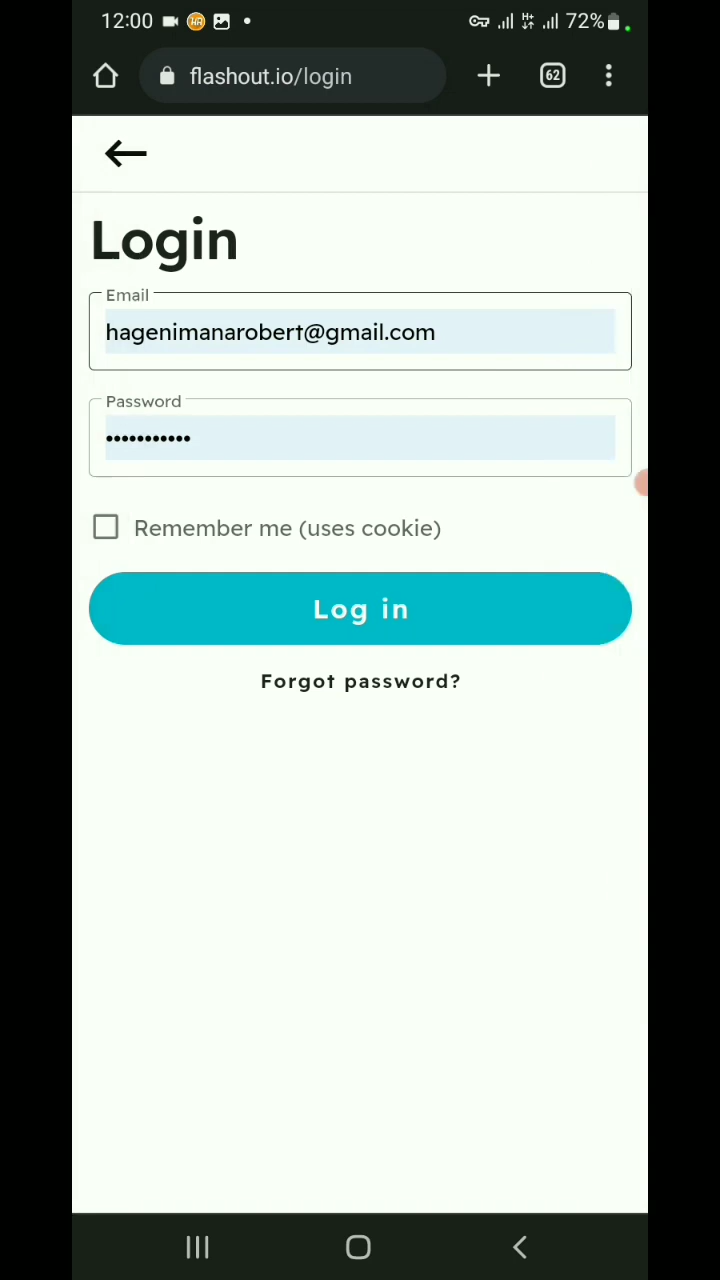 12:00 HR 72%
flashout.io/login 62
Login
Email
hagenimanarobert@gmail.com
Password
•••••••••••
Remember me (uses cookie)
Log in
Forgot password?